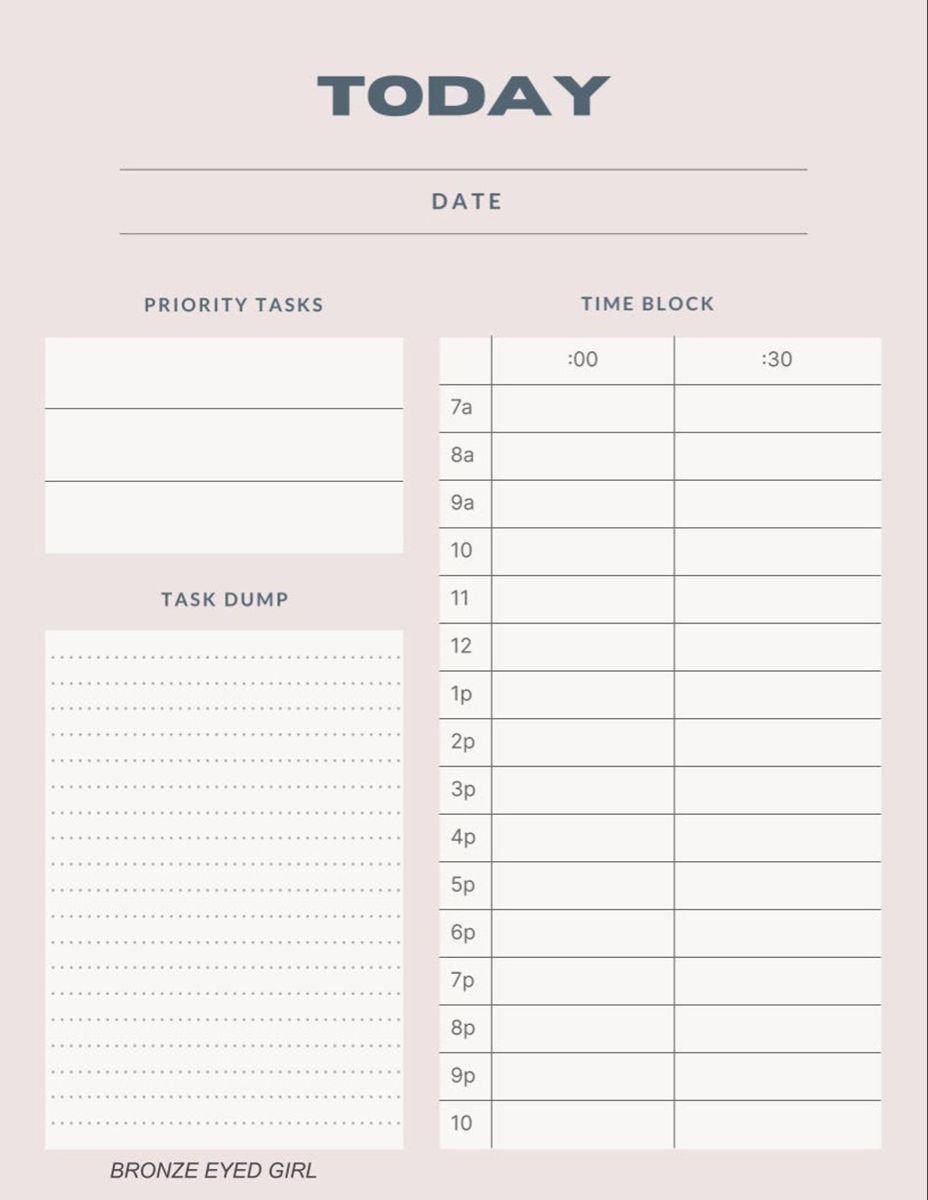 TODAY
DATE
PRIORITY TASKS
TASK DUMP
TIME BLOCK
:00 :30
7a
8a
9a
10
11
12
1p
2p
3p
4p
5p
6p
7p
8p
9p
10
BRONZE EYED GIRL